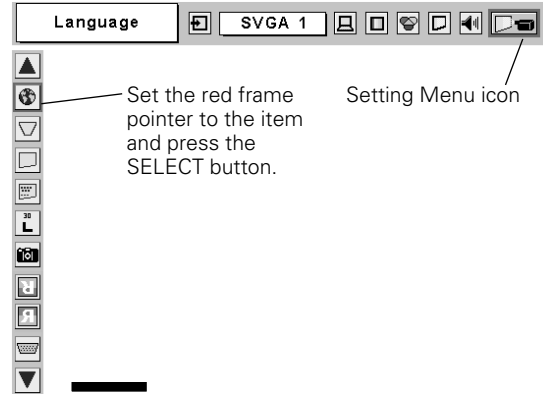 Language
SVGA 1
Set the red frame
pointer to the item
and press the
SELECT button.
Setting Menu icon
30
L
R
R